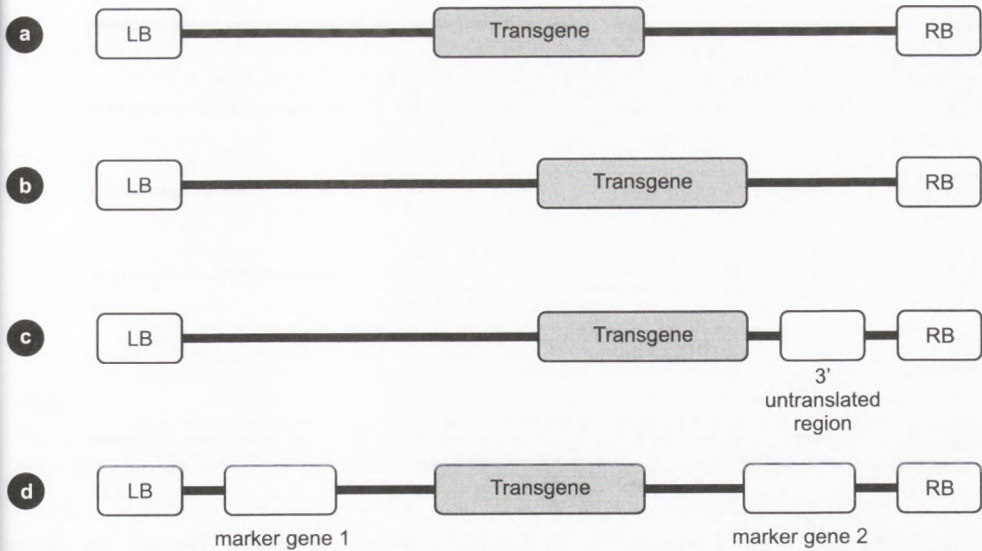 a LB Transgene RB
b LB Transgene RB
c LB Transgene RB
3'
untranslated
region
d LB Transgene RB
marker gene 1 marker gene 2